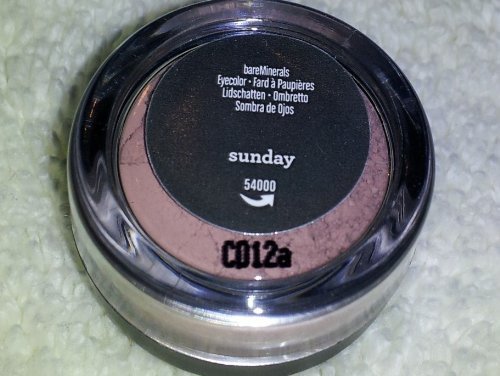 bareMinerals
Eyecolor • Fard à Paupières
Lidschatten • Ombretto
Sombra de Ojos
sunday
54000
C012a